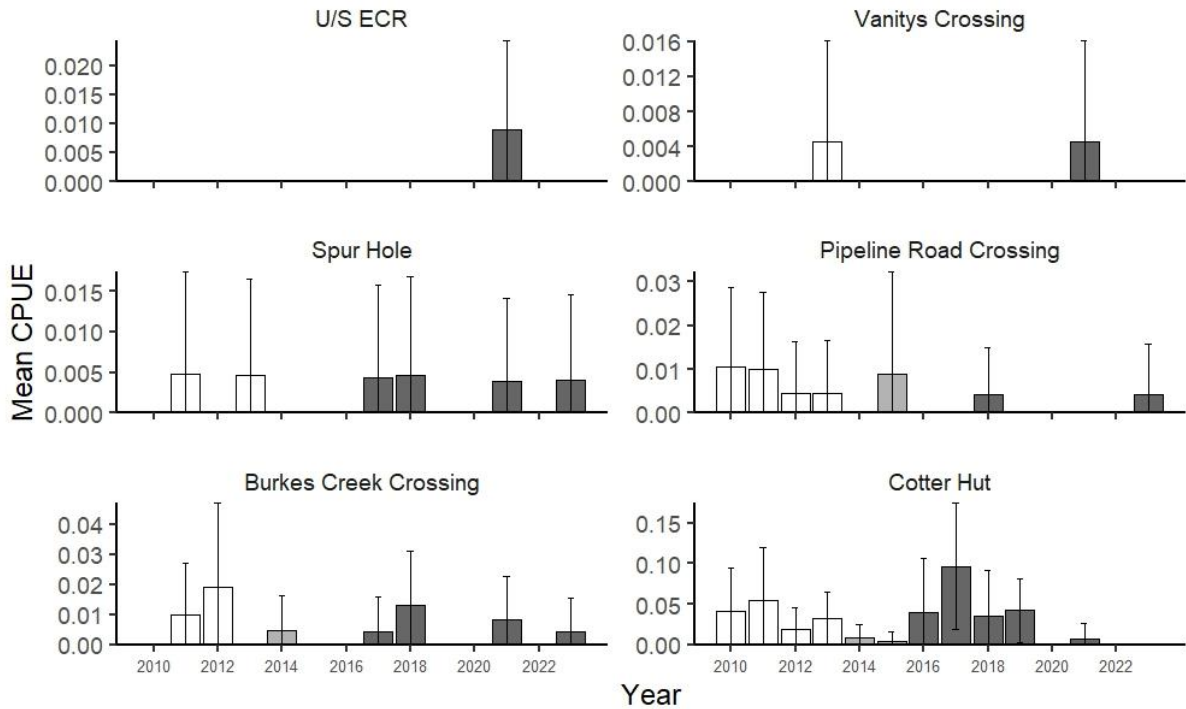 U/S ECR
0.020
0.015
0.010
0.005
0.000
Vanitys Crossing
0.016
0.012
0.008
0.004
0.000
Mean CPUE
Spur Hole
0.015
0.010
0.005
0.000
Pipeline Road Crossing
0.03
0.02
0.01
0.00
Burkes Creek Crossing
0.04
0.03
0.02
0.01
0.00
2010 2012 2014 2016 2018 2020 2022
Cotter Hut
0.15
0.10
0.05
0.00
2010 2012 2014 2016 2018 2020 2022
Year